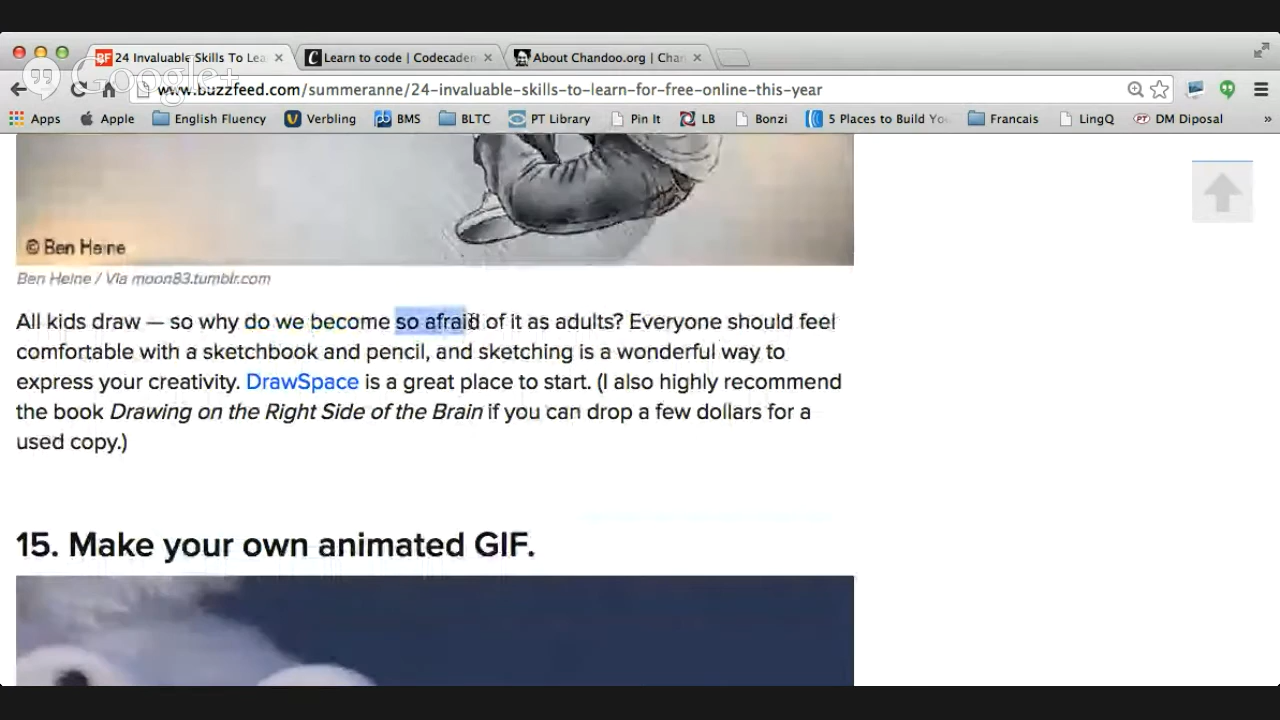 BF 24 Invaluable Skills To Lea
Learn to code | Codecadem
About Chandoo.org | Chan
Google+
www.buzzfeed.com/summeranne/24-invaluable-skills-to-learn-for-free-online-this-year
Apps Apple English Fluency Verbling BMS BLTC PT Library Pin It LB Bonzi 5 Places to Build Yo Francais LingQ DM Diposal »
© Ben Heine
Ben Heine / Via moon83.tumblr.com
All kids draw — so why do we become so afraid of it as adults? Everyone should feel
comfortable with a sketchbook and pencil, and sketching is a wonderful way to
express your creativity. DrawSpace is a great place to start. (I also highly recommend
the book Drawing on the Right Side of the Brain if you can drop a few dollars for a
used copy.)
15. Make your own animated GIF.